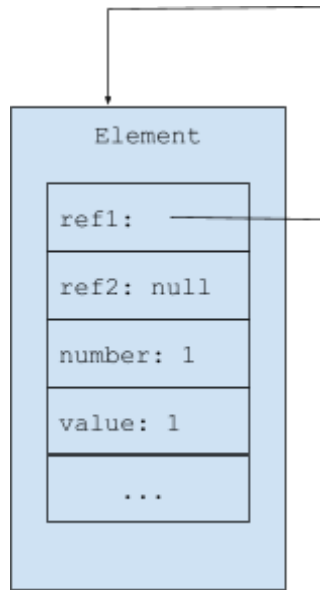 Element
ref1:
ref2: null
number: 1
value: 1
...